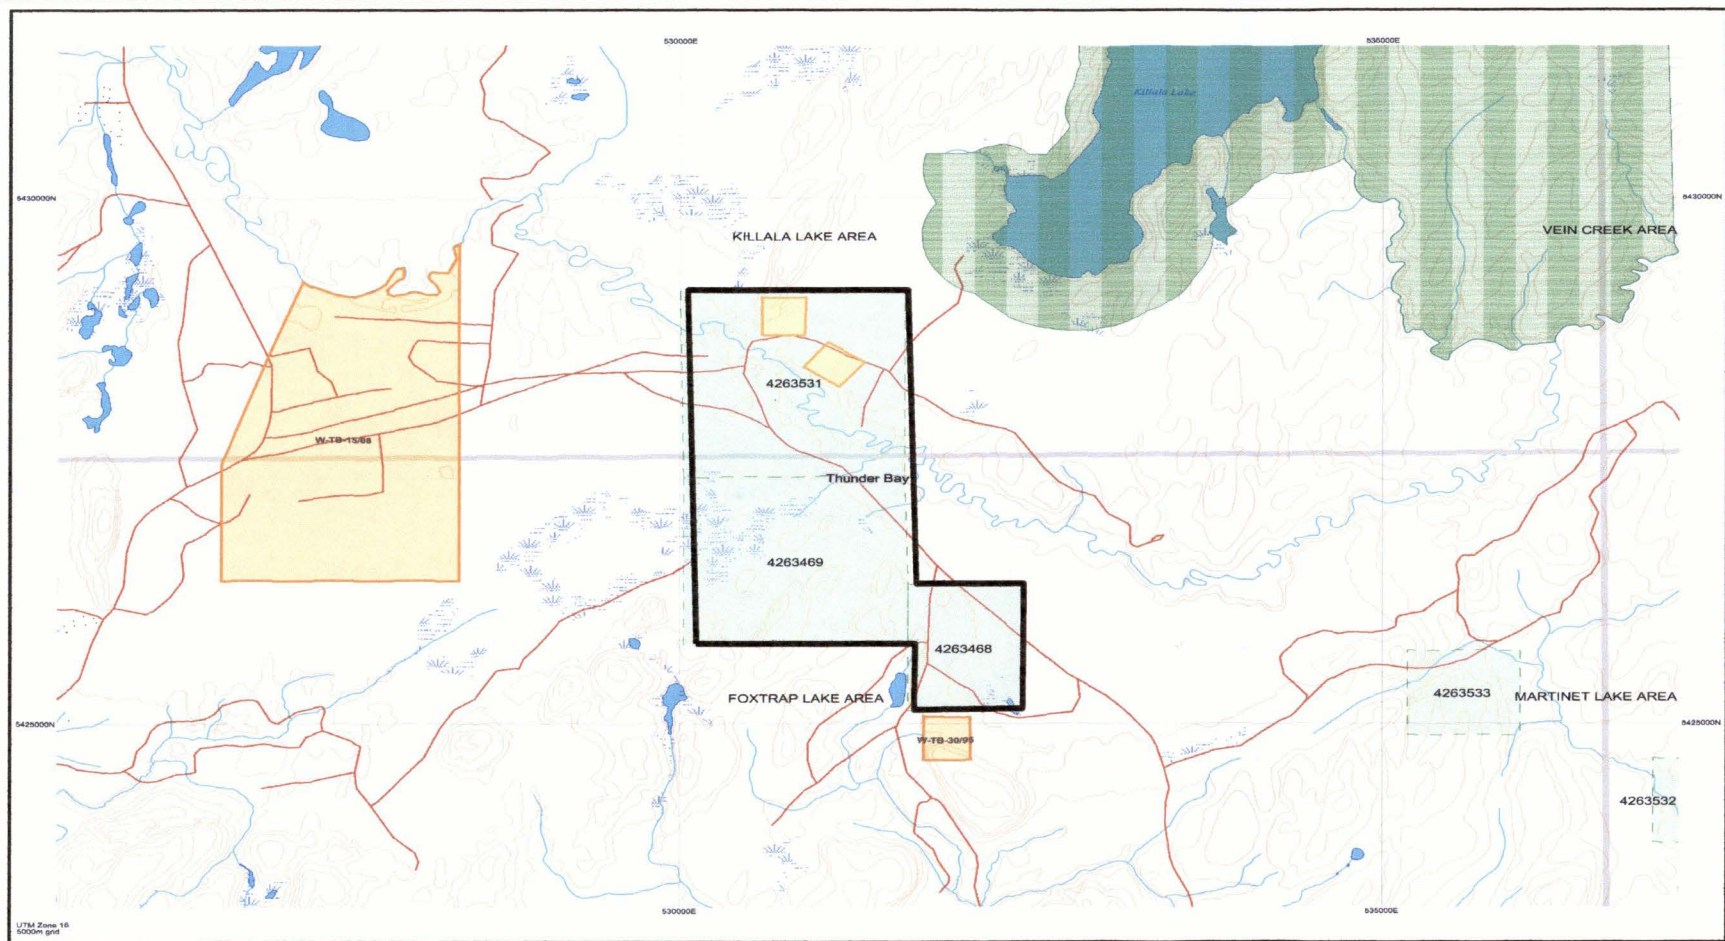 530000E
535000E
Killala Lake
5430000N
5430000N
KILLALA LAKE AREA
VEIN CREEK AREA
4263531
W-TB-15/98
Thunder Bay
4263469
4263468
FOXTRAP LAKE AREA
4263533
MARTINET LAKE AREA
5425000N
5425000N
W-TB-30/95
4263532
530000E
535000E
UTM Zone 16
5000m grid